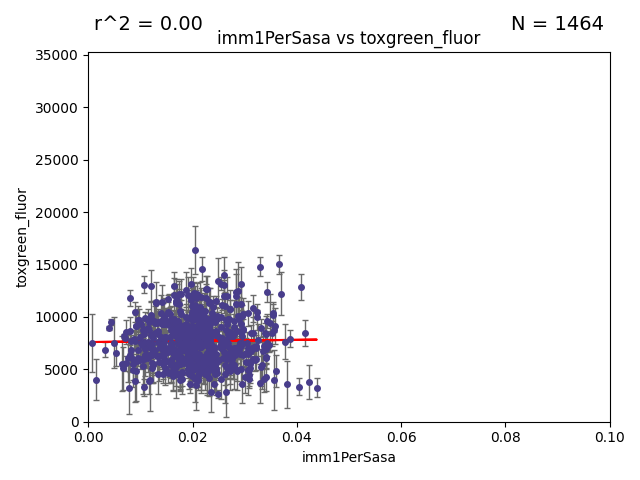 r^2 = 0.00
N = 1464
imm1PerSasa vs toxgreen_fluor
35000
30000
25000
20000
15000
10000
5000
0
toxgreen_fluor
0.00
0.02
0.04
0.06
0.08
0.10
imm1PerSasa